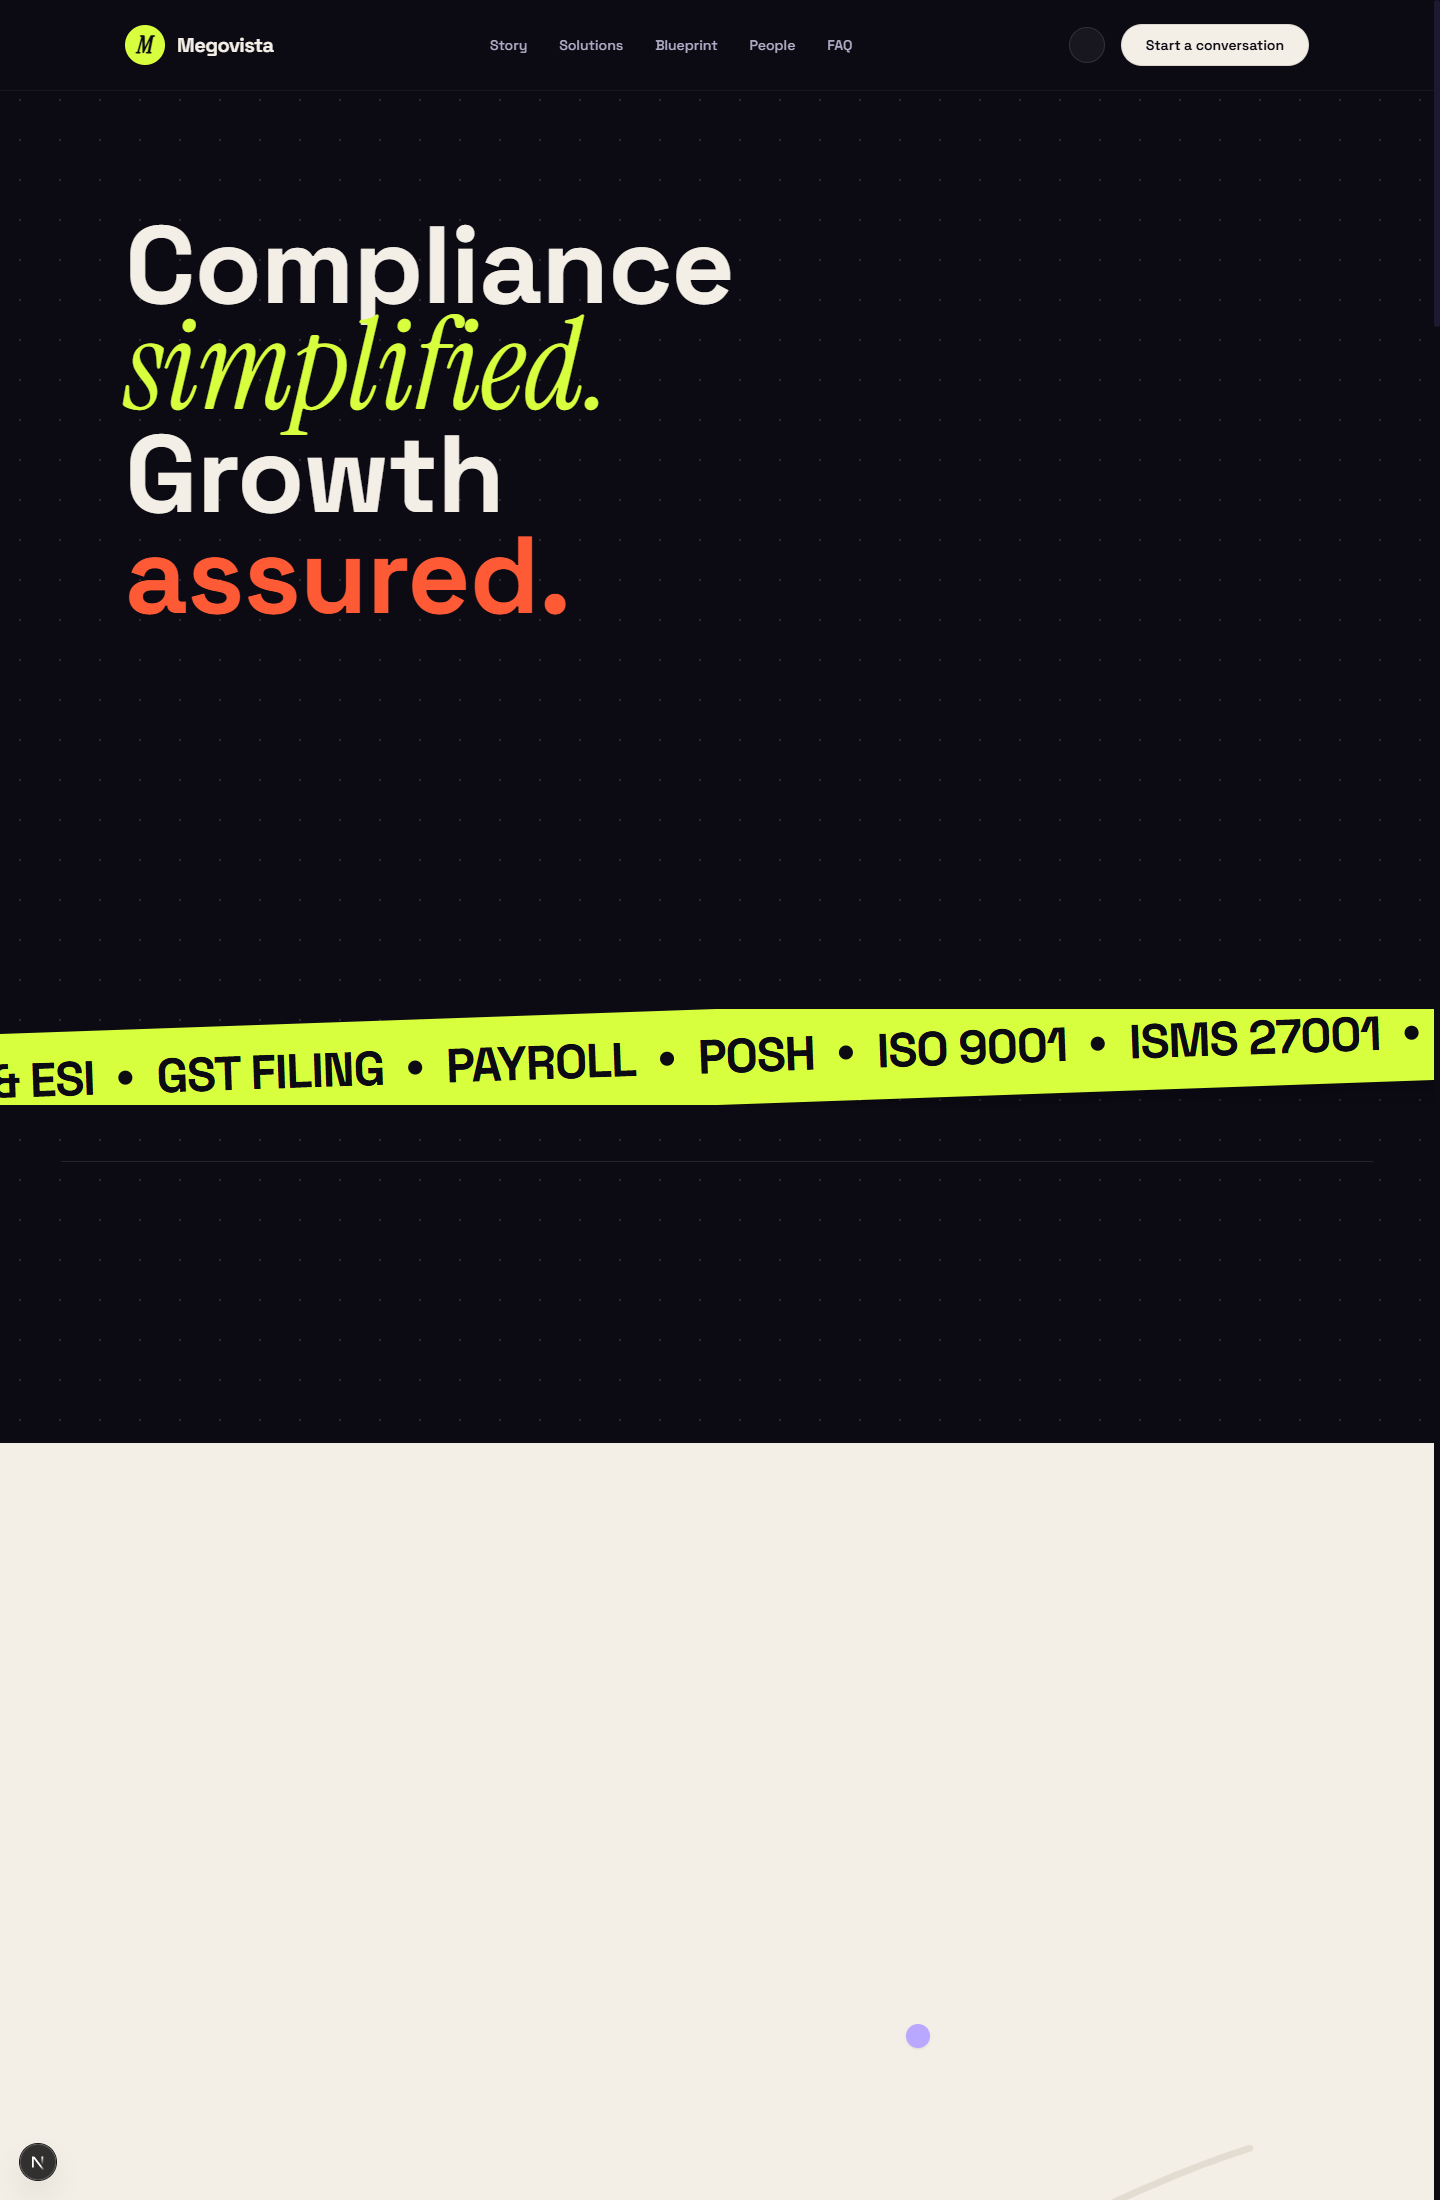 M Megovista
Story Solutions Blueprint People FAQ
Start a conversation
Compliance
simplified.
Growth
assured.
& ESI • GST FILING • PAYROLL • POSH • ISO 9001 • ISMS 27001 •
N